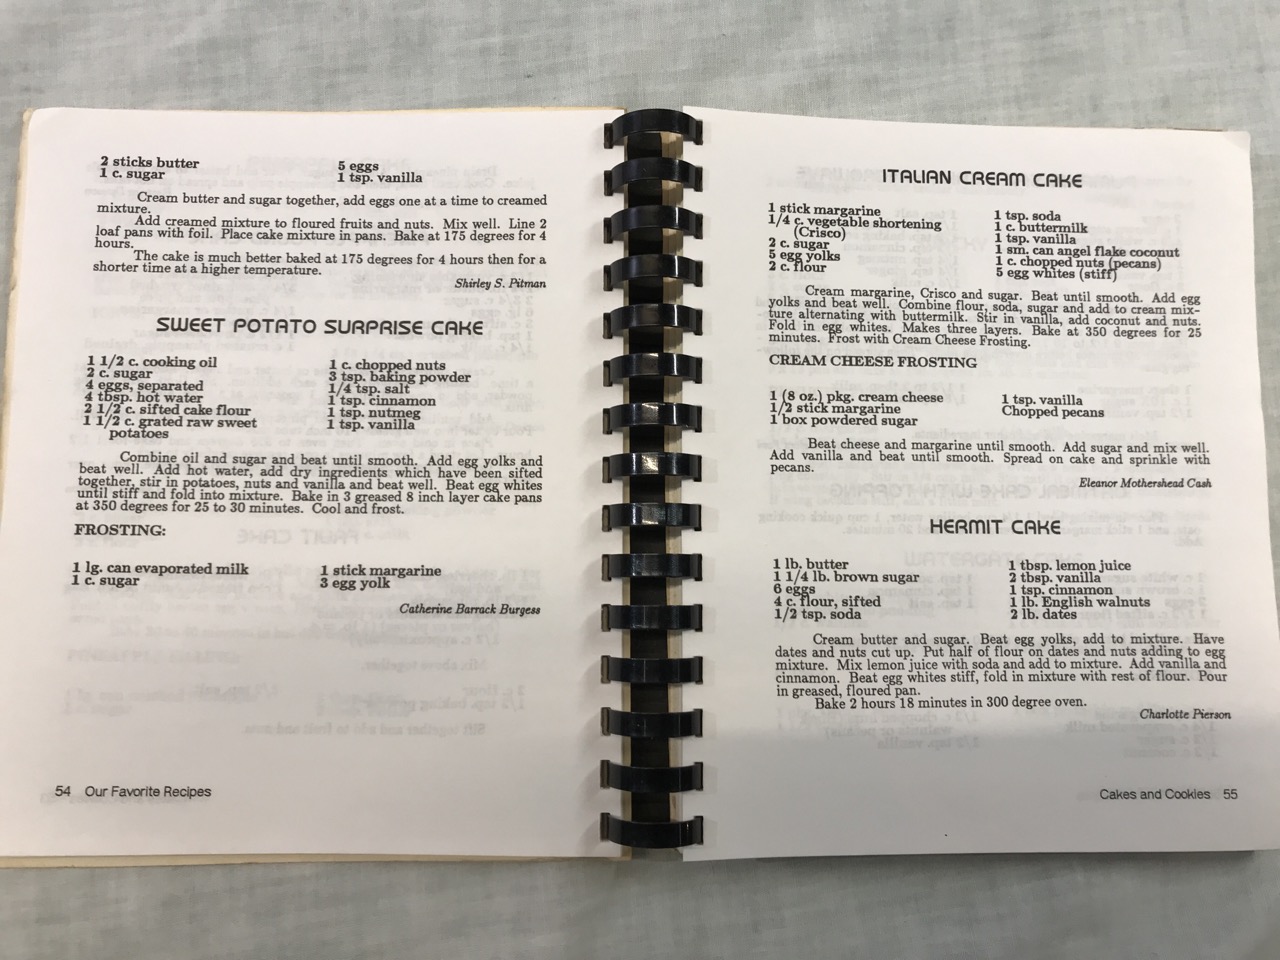 2 sticks butter
1 c. sugar
5 eggs
1 tsp. vanilla
Cream butter and sugar together, add eggs one at a time to creamed
mixture.
Add creamed mixture to floured fruits and nuts. Mix well. Line 2
loaf pans with foil. Place cake mixture in pans. Bake at 175 degrees for 4
hours.
The cake is much better baked at 175 degrees for 4 hours then for a
shorter time at a higher temperature.
Shirley S. Pitman
SWEET POTATO SURPRISE CAKE
1 1/2 c. cooking oil
2 c. sugar
4 eggs, separated
4 tbsp. hot water
2 1/2 c. sifted cake flour
1 1/2 c. grated raw sweet
potatoes
1 c. chopped nuts
3 tsp. baking powder
1/4 tsp. salt
1 tsp. cinnamon
1 tsp. nutmeg
1 tsp. vanilla
Combine oil and sugar and beat until smooth. Add egg yolks and
beat well. Add hot water, add dry ingredients which have been sifted
together, stir in potatoes, nuts and vanilla and beat well. Beat egg whites
until stiff and fold into mixture. Bake in 3 greased 8 inch layer cake pans
at 350 degrees for 25 to 30 minutes. Cool and frost.
FROSTING:
1 lg. can evaporated milk
1 c. sugar
1 stick margarine
3 egg yolk
Catherine Barrack Burgess
54 Our Favorite Recipes
ITALIAN CREAM CAKE
1 stick margarine
1/4 c. vegetable shortening
(Crisco)
2 c. sugar
5 egg yolks
2 c. flour
1 tsp. soda
1 c. buttermilk
1 tsp. vanilla
1 sm. can angel flake coconut
1 c. chopped nuts (pecans)
5 egg whites (stiff)
Cream margarine, Crisco and sugar. Beat until smooth. Add egg
yolks and beat well. Combine flour, soda, sugar and add to cream mix-
ture alternating with buttermilk. Stir in vanilla, add coconut and nuts.
Fold in egg whites. Makes three layers. Bake at 350 degrees for 25
minutes. Frost with Cream Cheese Frosting.
CREAM CHEESE FROSTING
1 (8 oz.) pkg. cream cheese
1/2 stick margarine
1 box powdered sugar
1 tsp. vanilla
Chopped pecans
Beat cheese and margarine until smooth. Add sugar and mix well.
Add vanilla and beat until smooth. Spread on cake and sprinkle with
pecans.
Eleanor Mothershead Cash
HERMIT CAKE
1 lb. butter
1 1/4 lb. brown sugar
6 eggs
4 c. flour, sifted
1/2 tsp. soda
1 tbsp. lemon juice
2 tbsp. vanilla
1 tsp. cinnamon
1 lb. English walnuts
2 lb. dates
Cream butter and sugar. Beat egg yolks, add to mixture. Have
dates and nuts cut up. Put half of flour on dates and nuts adding to egg
mixture. Mix lemon juice with soda and add to mixture. Add vanilla and
cinnamon. Beat egg whites stiff, fold in mixture with rest of flour. Pour
in greased, floured pan.
Bake 2 hours 18 minutes in 300 degree oven.
Charlotte Pierson
Cakes and Cookies 55